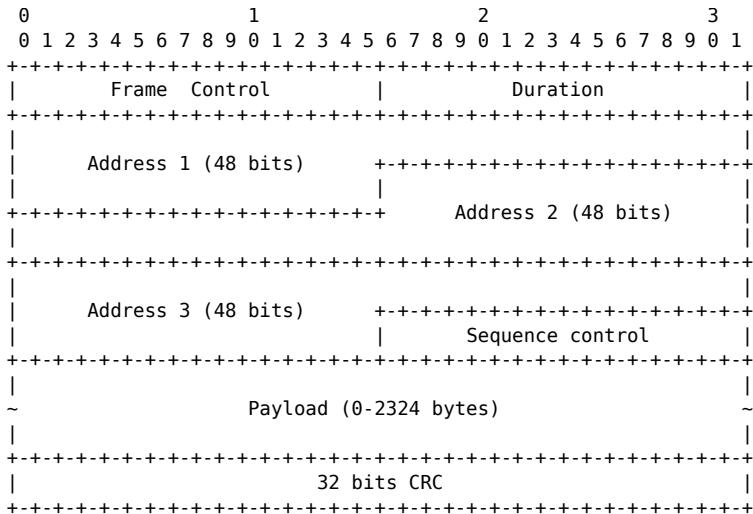 0 1 2 3
0 1 2 3 4 5 6 7 8 9 0 1 2 3 4 5 6 7 8 9 0 1 2 3 4 5 6 7 8 9 0 1
+-+-+-+-+-+-+-+-+-+-+-+-+-+-+-+-+-+-+-+-+-+-+-+-+-+-+-+-+-+-+-+-+
| Frame Control | Duration |
+-+-+-+-+-+-+-+-+-+-+-+-+-+-+-+-+-+-+-+-+-+-+-+-+-+-+-+-+-+-+-+-+
| |
| Address 1 (48 bits) +-+-+-+-+-+-+-+-+-+-+-+-+-+-+-+-+
| | |
+-+-+-+-+-+-+-+-+-+-+-+-+-+-+-+-+ Address 2 (48 bits) |
| |
+-+-+-+-+-+-+-+-+-+-+-+-+-+-+-+-+-+-+-+-+-+-+-+-+-+-+-+-+-+-+-+-+
| |
| Address 3 (48 bits) +-+-+-+-+-+-+-+-+-+-+-+-+-+-+-+-+
| | Sequence control |
+-+-+-+-+-+-+-+-+-+-+-+-+-+-+-+-+-+-+-+-+-+-+-+-+-+-+-+-+-+-+-+-+
| |
~ Payload (0-2324 bytes) ~
| |
+-+-+-+-+-+-+-+-+-+-+-+-+-+-+-+-+-+-+-+-+-+-+-+-+-+-+-+-+-+-+-+-+
| 32 bits CRC |
+-+-+-+-+-+-+-+-+-+-+-+-+-+-+-+-+-+-+-+-+-+-+-+-+-+-+-+-+-+-+-+-+